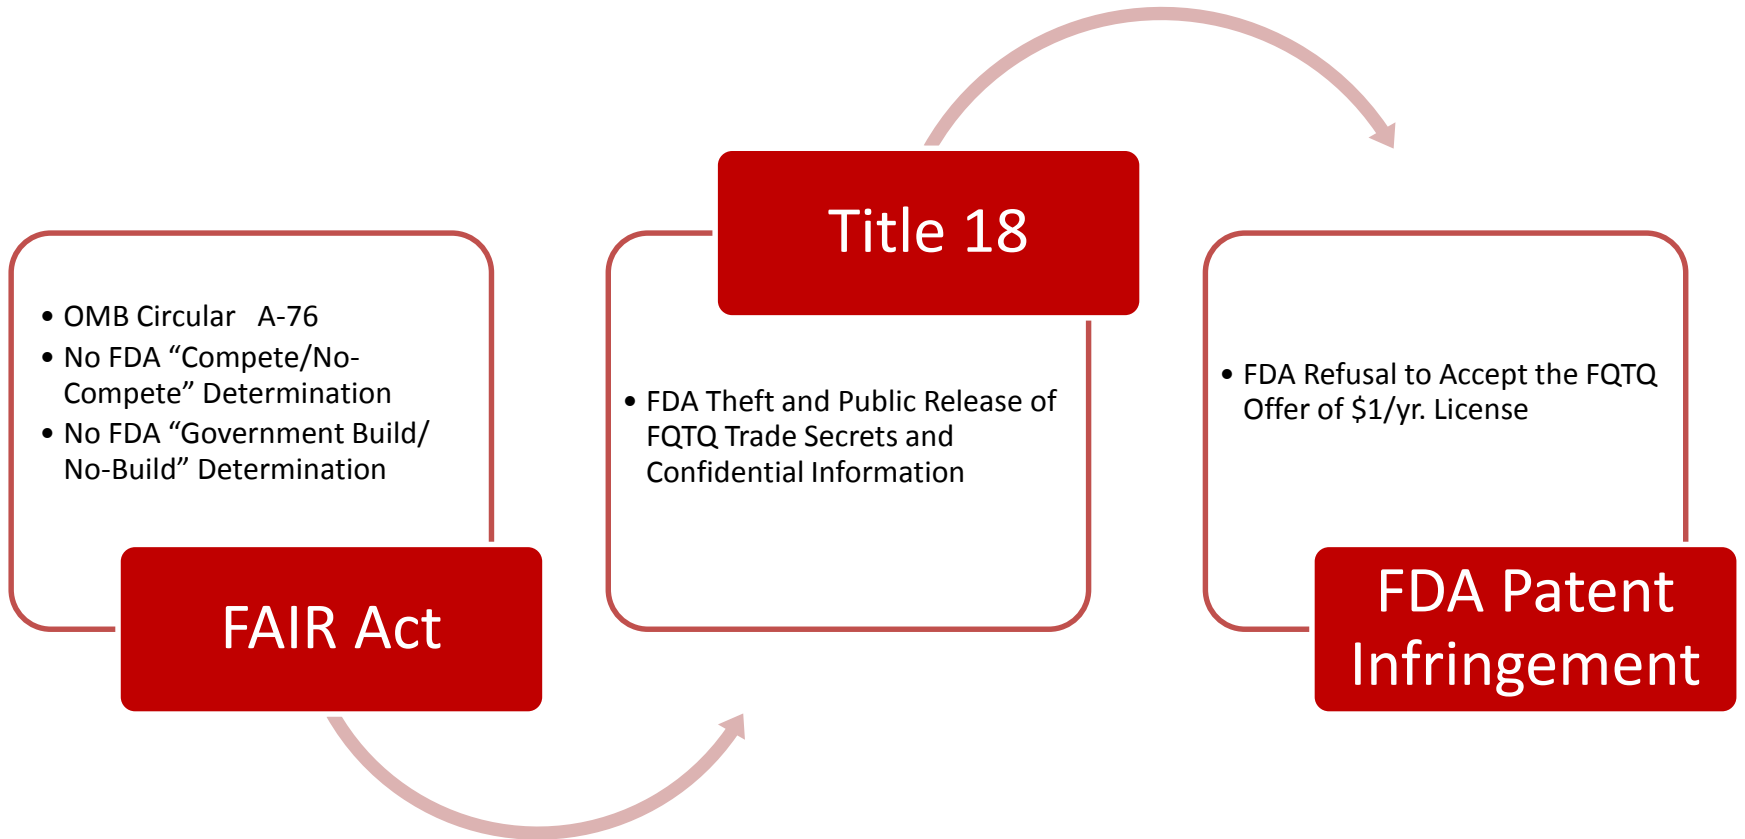 • OMB Circular   A-76
• No FDA “Compete/No-
Compete” Determination
• No FDA “Government Build/
No-Build” Determination
FAIR Act
Title 18
• FDA Theft and Public Release of
FQTQ Trade Secrets and
Confidential Information
• FDA Refusal to Accept the FQTQ
Offer of $1/yr. License
FDA Patent
Infringement